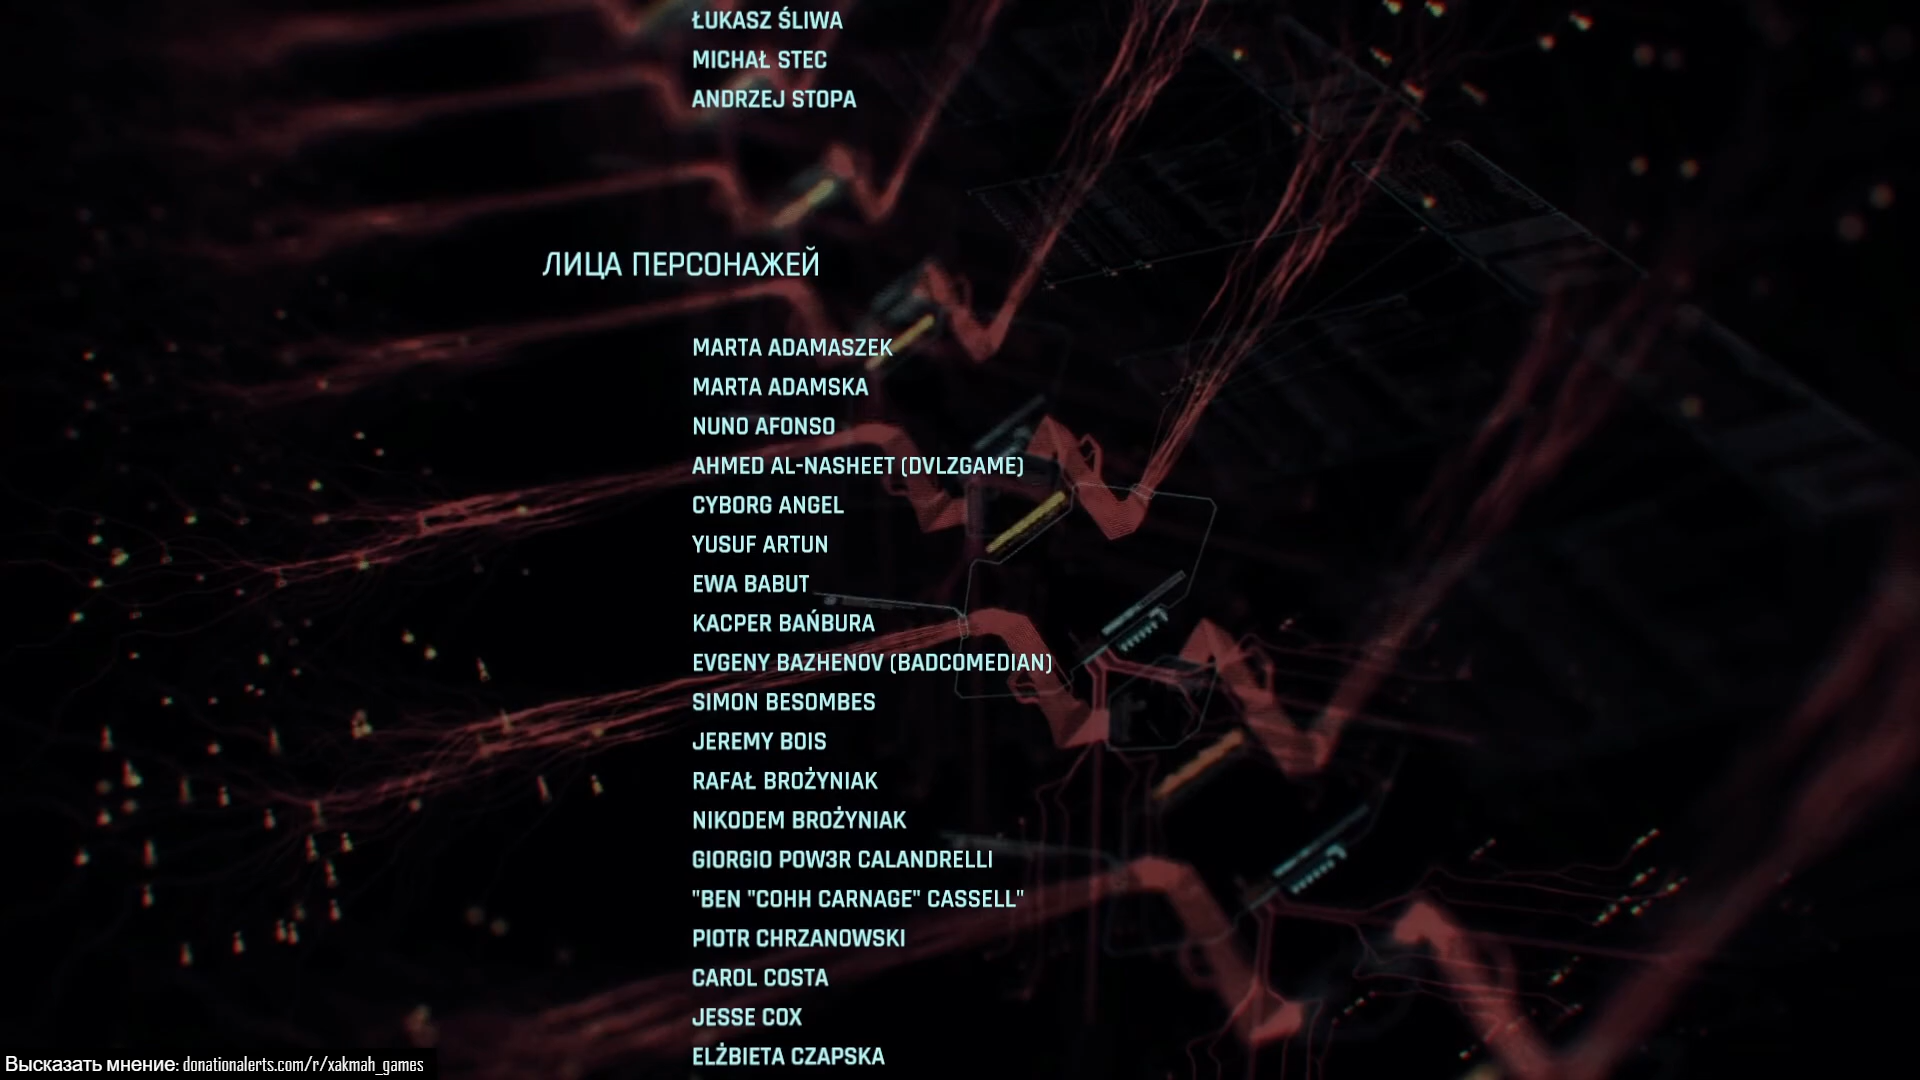 ŁUKASZ ŚLIWA
MICHAŁ STEC
ANDRZEJ STOPA
ЛИЦА ПЕРСОНАЖЕЙ
MARTA ADAMASZEK
MARTA ADAMSKA
NUNO AFONSO
AHMED AL-NASHEET (DVLZGAME)
CYBORG ANGEL
YUSUF ARTUN
EWA BABUT
KACPER BAŃBURA
EVGENY BAZHENOV (BADCOMEDIAN)
SIMON BESOMBES
JEREMY BOIS
RAFAŁ BROŻYNIAK
NIKODEM BROŻYNIAK
GIORGIO POW3R CALANDRELLI
"BEN "COHH CARNAGE" CASSELL"
PIOTR CHRZANOWSKI
CAROL COSTA
JESSE COX
ELŻBIETA CZAPSKA
Высказать мнение: donationalerts.com/r/xakmah_games